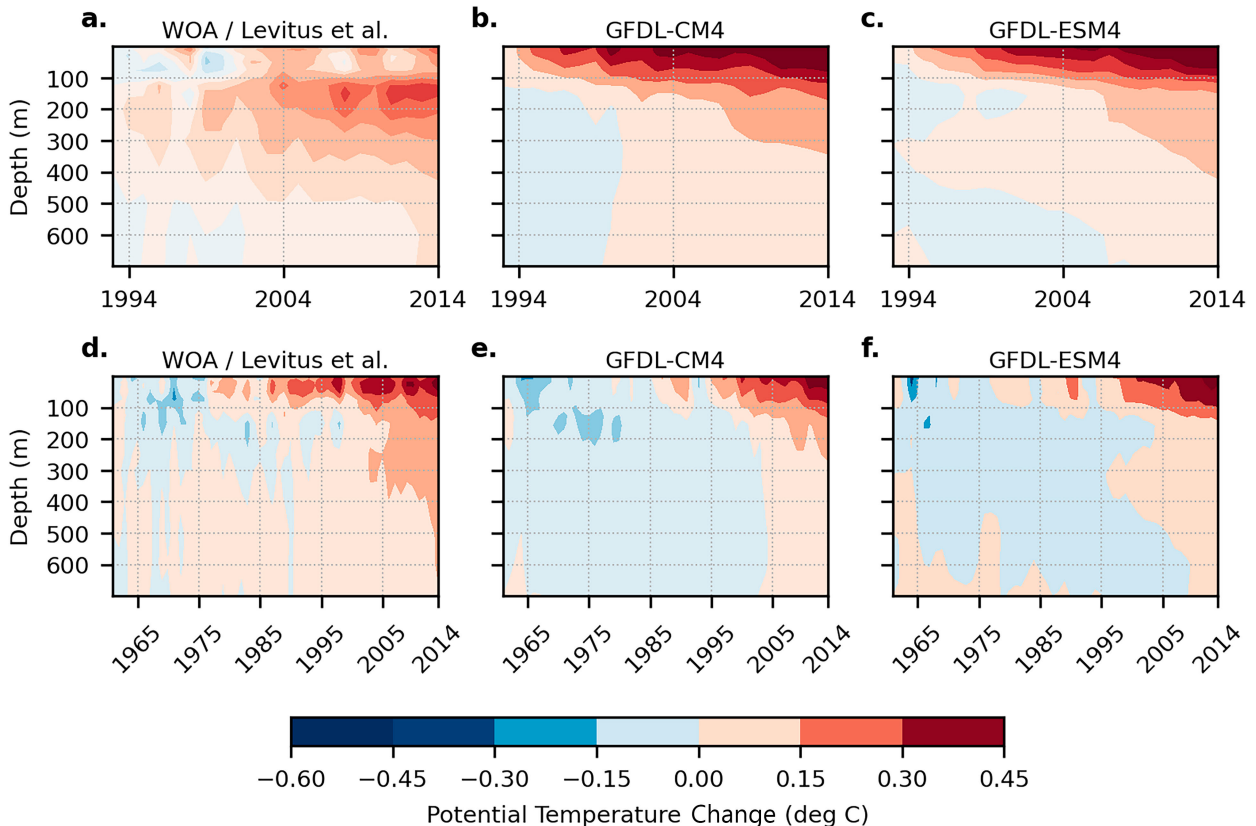 a. b. c.
WOA / Levitus et al. GFDL-CM4 GFDL-ESM4
Depth (m)
100
200
300
400
500
600
1994 2004 2014 1994 2004 2014 1994 2004 2014
d. e. f.
WOA / Levitus et al. GFDL-CM4 GFDL-ESM4
Depth (m)
100
200
300
400
500
600
1965 1975 1985 1995 2005 2014 1965 1975 1985 1995 2005 2014 1965 1975 1985 1995 2005 2014
−0.60 −0.45 −0.30 −0.15 0.00 0.15 0.30 0.45
Potential Temperature Change (deg C)